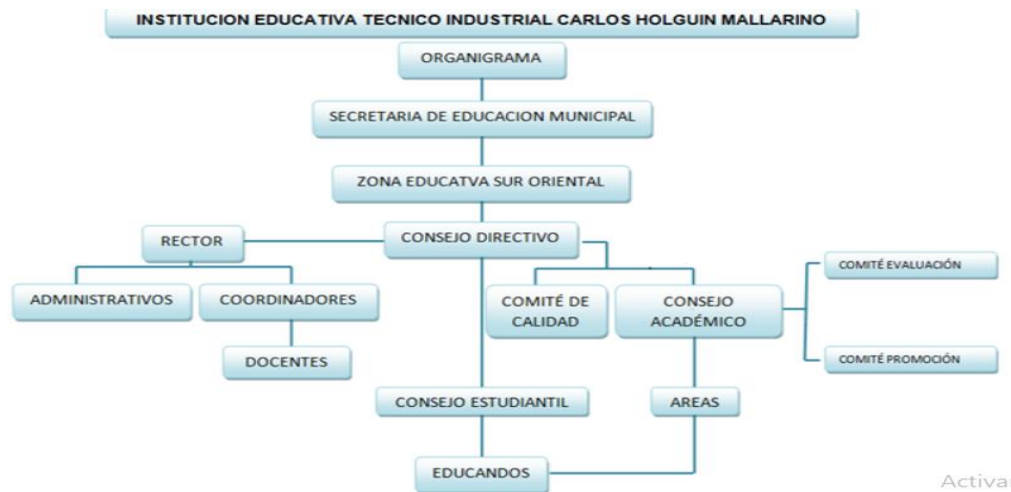 INSTITUCION EDUCATIVA TECNICO INDUSTRIAL CARLOS HOLGUIN MALLARINO
ORGANIGRAMA
SECRETARIA DE EDUCACION MUNICIPAL
ZONA EDUCATVA SUR ORIENTAL
RECTOR
CONSEJO DIRECTIVO
ADMINISTRATIVOS
COORDINADORES
DOCENTES
COMITÉ DE
CALIDAD
CONSEJO
ACADÉMICO
COMITÉ EVALUACIÓN
COMITÉ PROMOCIÓN
CONSEJO ESTUDIANTIL
AREAS
EDUCANDOS
Activa